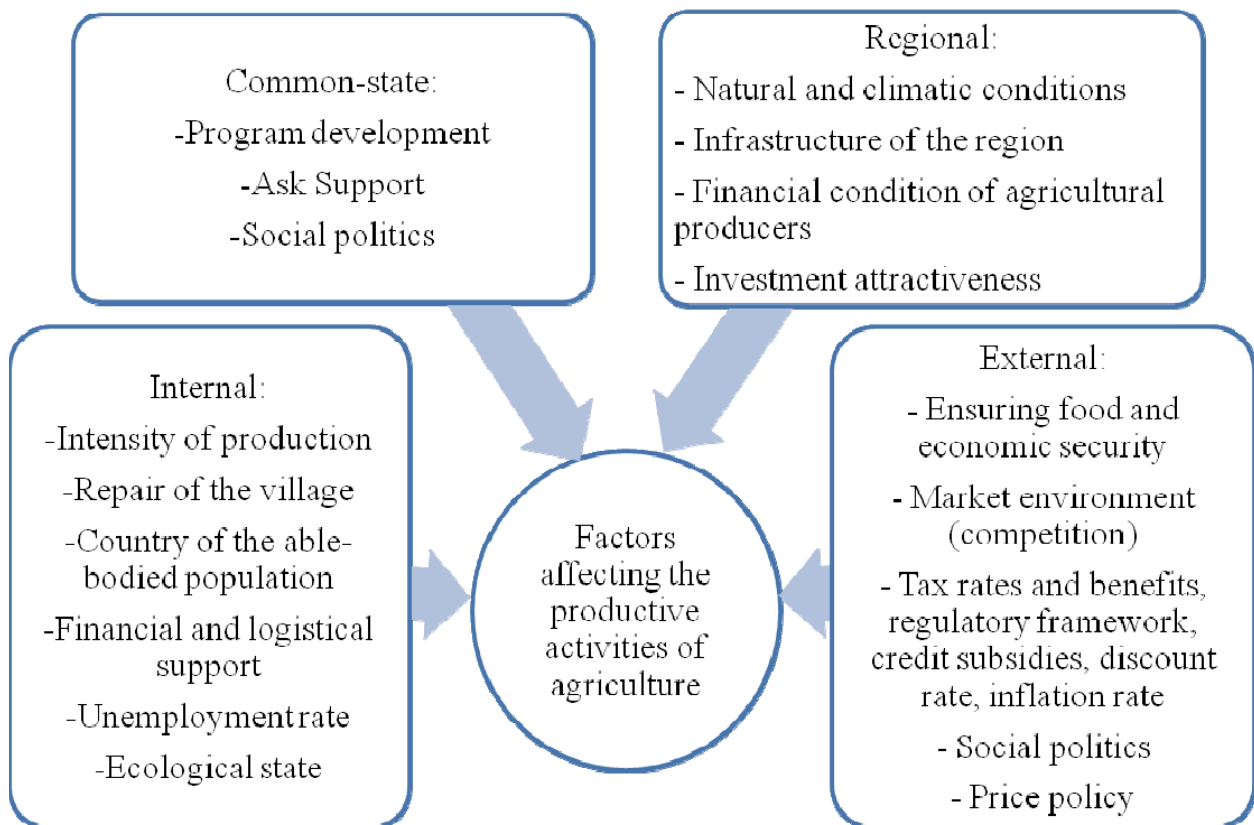 Common-state:
-Program development
-Ask Support
-Social politics
Regional:
- Natural and climatic conditions
- Infrastructure of the region
- Financial condition of agricultural
producers
- Investment attractiveness
Internal:
-Intensity of production
-Repair of the village
-Country of the able-
bodied population
-Financial and logistical
support
-Unemployment rate
-Ecological state
Factors
affecting the
productive
activities of
agriculture
External:
- Ensuring food and
economic security
- Market environment
(competition)
- Tax rates and benefits,
regulatory framework,
credit subsidies, discount
rate, inflation rate
- Social politics
- Price policy